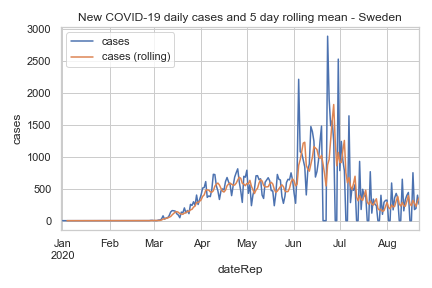 New COVID-19 daily cases and 5 day rolling mean - Sweden
cases
cases (rolling)
cases
3000
2500
2000
1500
1000
500
0
Jan Feb Mar Apr May Jun Jul Aug
2020
dateRep